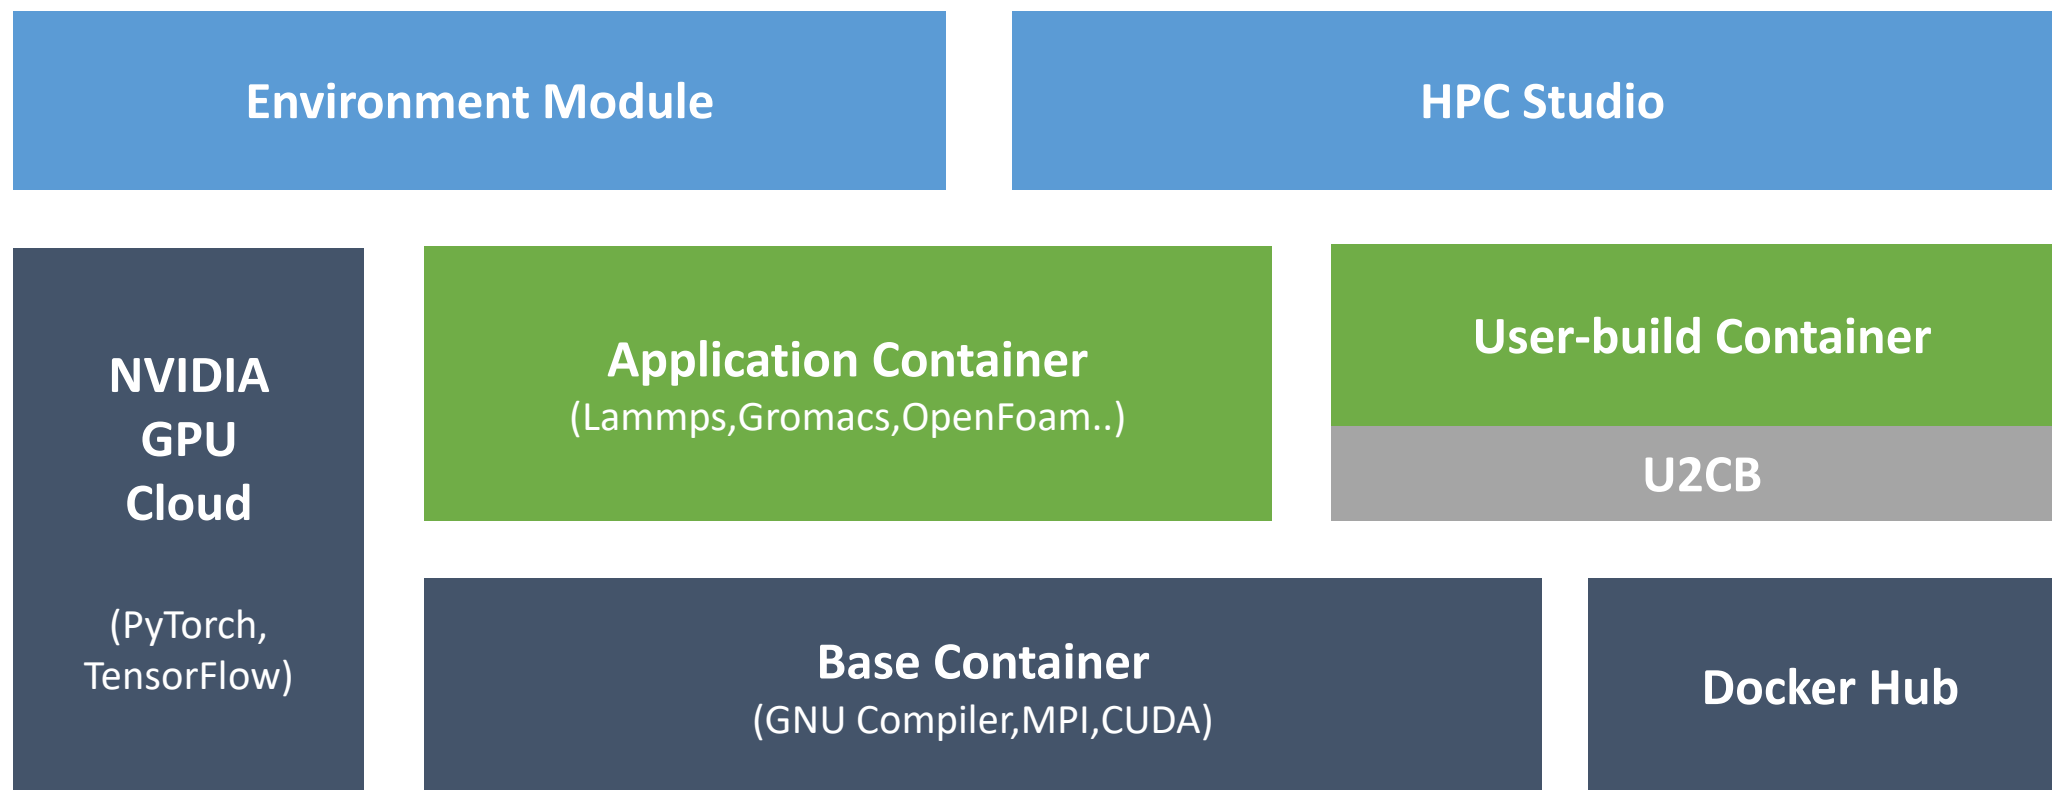 Environment Module
HPC Studio
NVIDIA
GPU
Cloud
(PyTorch,
TensorFlow)
Application Container
(Lammps,Gromacs,OpenFoam..)
User-build Container
U2CB
Base Container
(GNU Compiler,MPI,CUDA)
Docker Hub